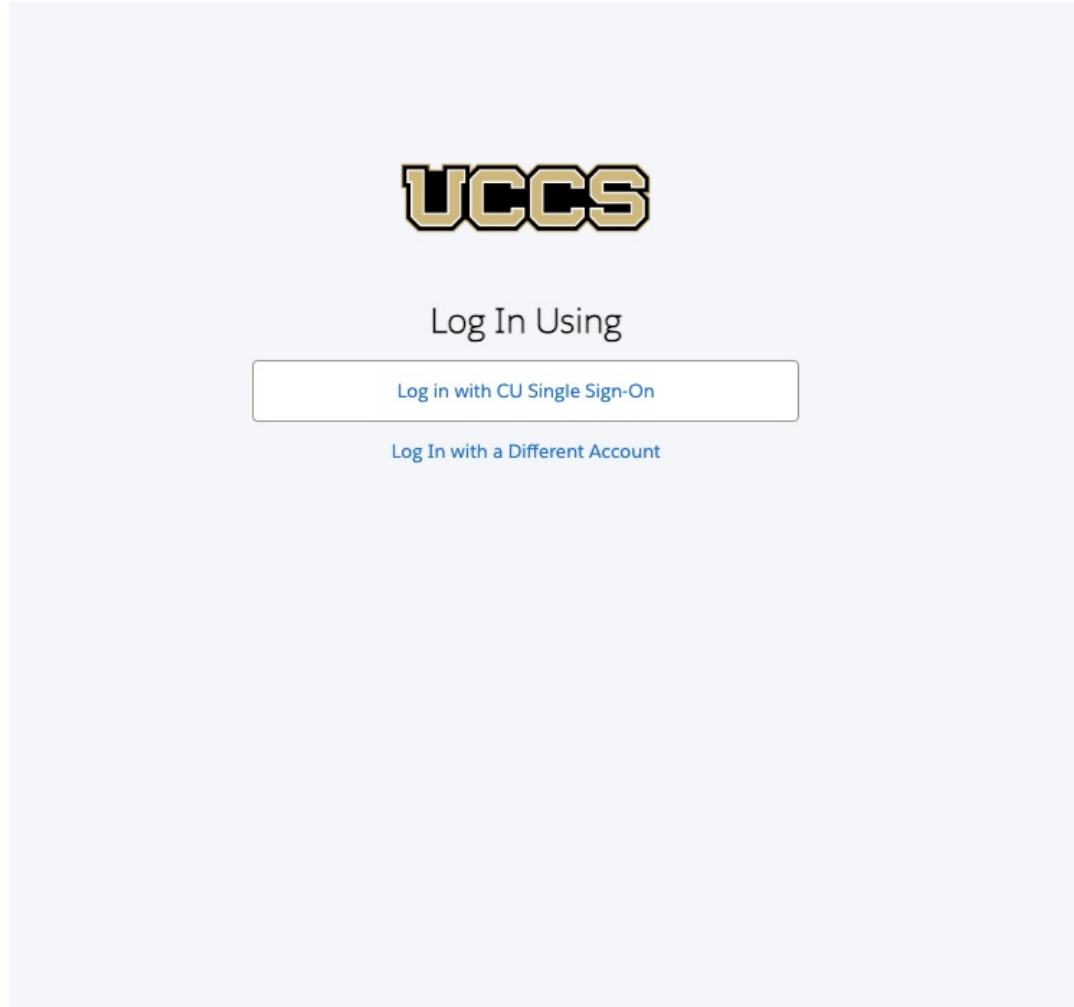 UCCS
Log In Using
Log in with CU Single Sign-On
Log In with a Different Account